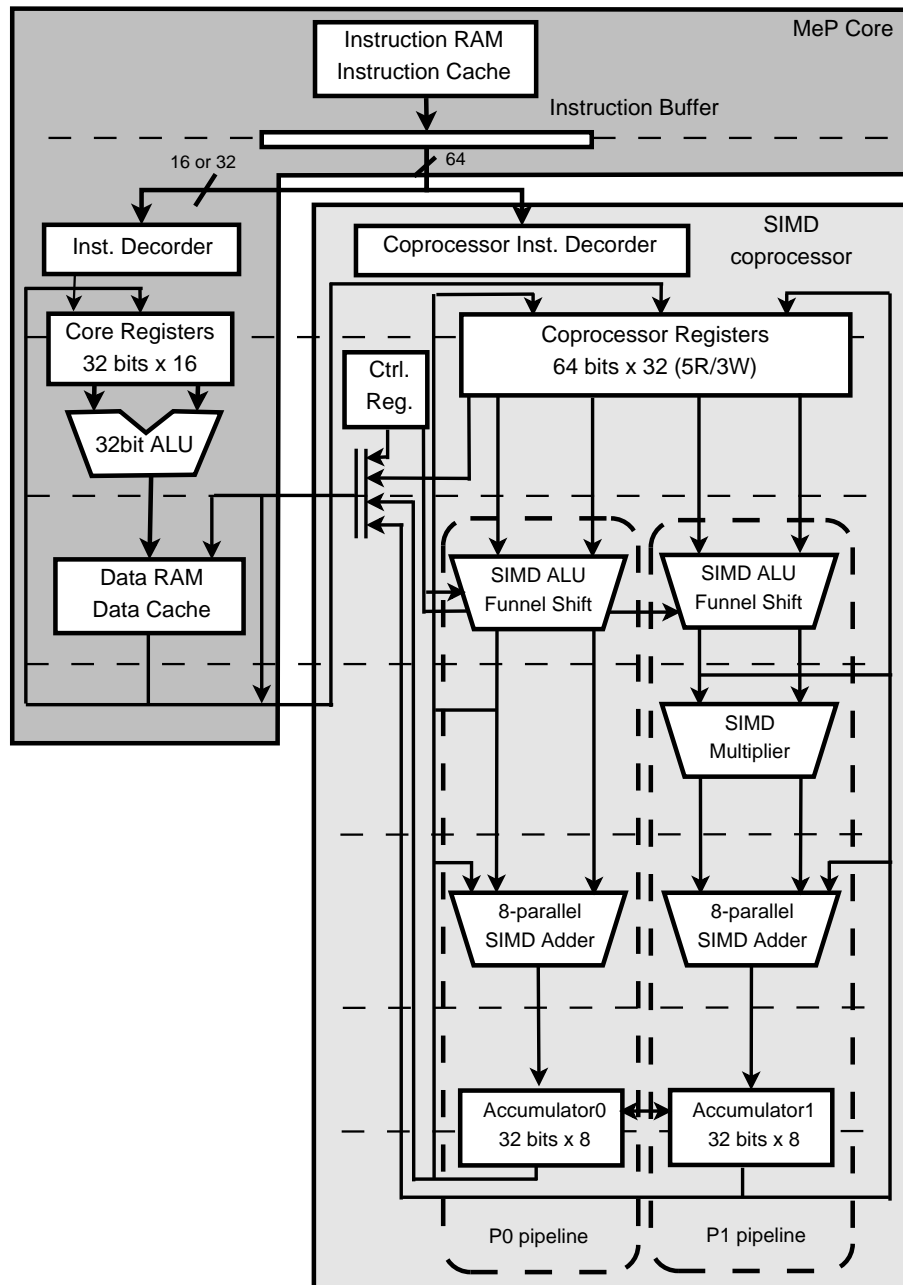 MeP Core
Instruction RAM
Instruction Cache
Instruction Buffer
16 or 32
64
Inst. Decorder
Coprocessor Inst. Decorder
SIMD
coprocessor
Core Registers
32 bits x 16
Coprocessor Registers
64 bits x 32 (5R/3W)
Ctrl.
Reg.
32bit ALU
Data RAM
Data Cache
SIMD ALU
Funnel Shift
SIMD ALU
Funnel Shift
SIMD
Multiplier
8-parallel
SIMD Adder
8-parallel
SIMD Adder
Accumulator0
32 bits x 8
Accumulator1
32 bits x 8
P0 pipeline
P1 pipeline